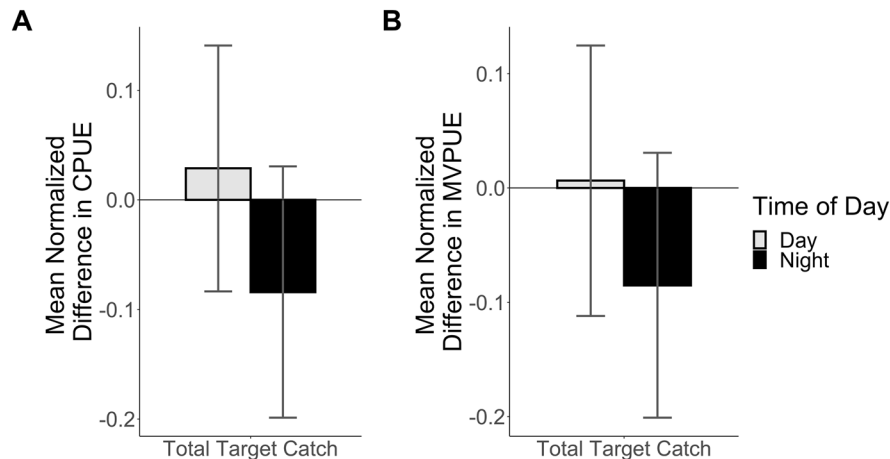 A
Mean Normalized
Difference in CPUE
0.1
0.0
-0.1
-0.2
Total Target Catch
B
Mean Normalized
Difference in MVPUE
0.1
0.0
-0.1
-0.2
Total Target Catch
Time of Day
Day
Night